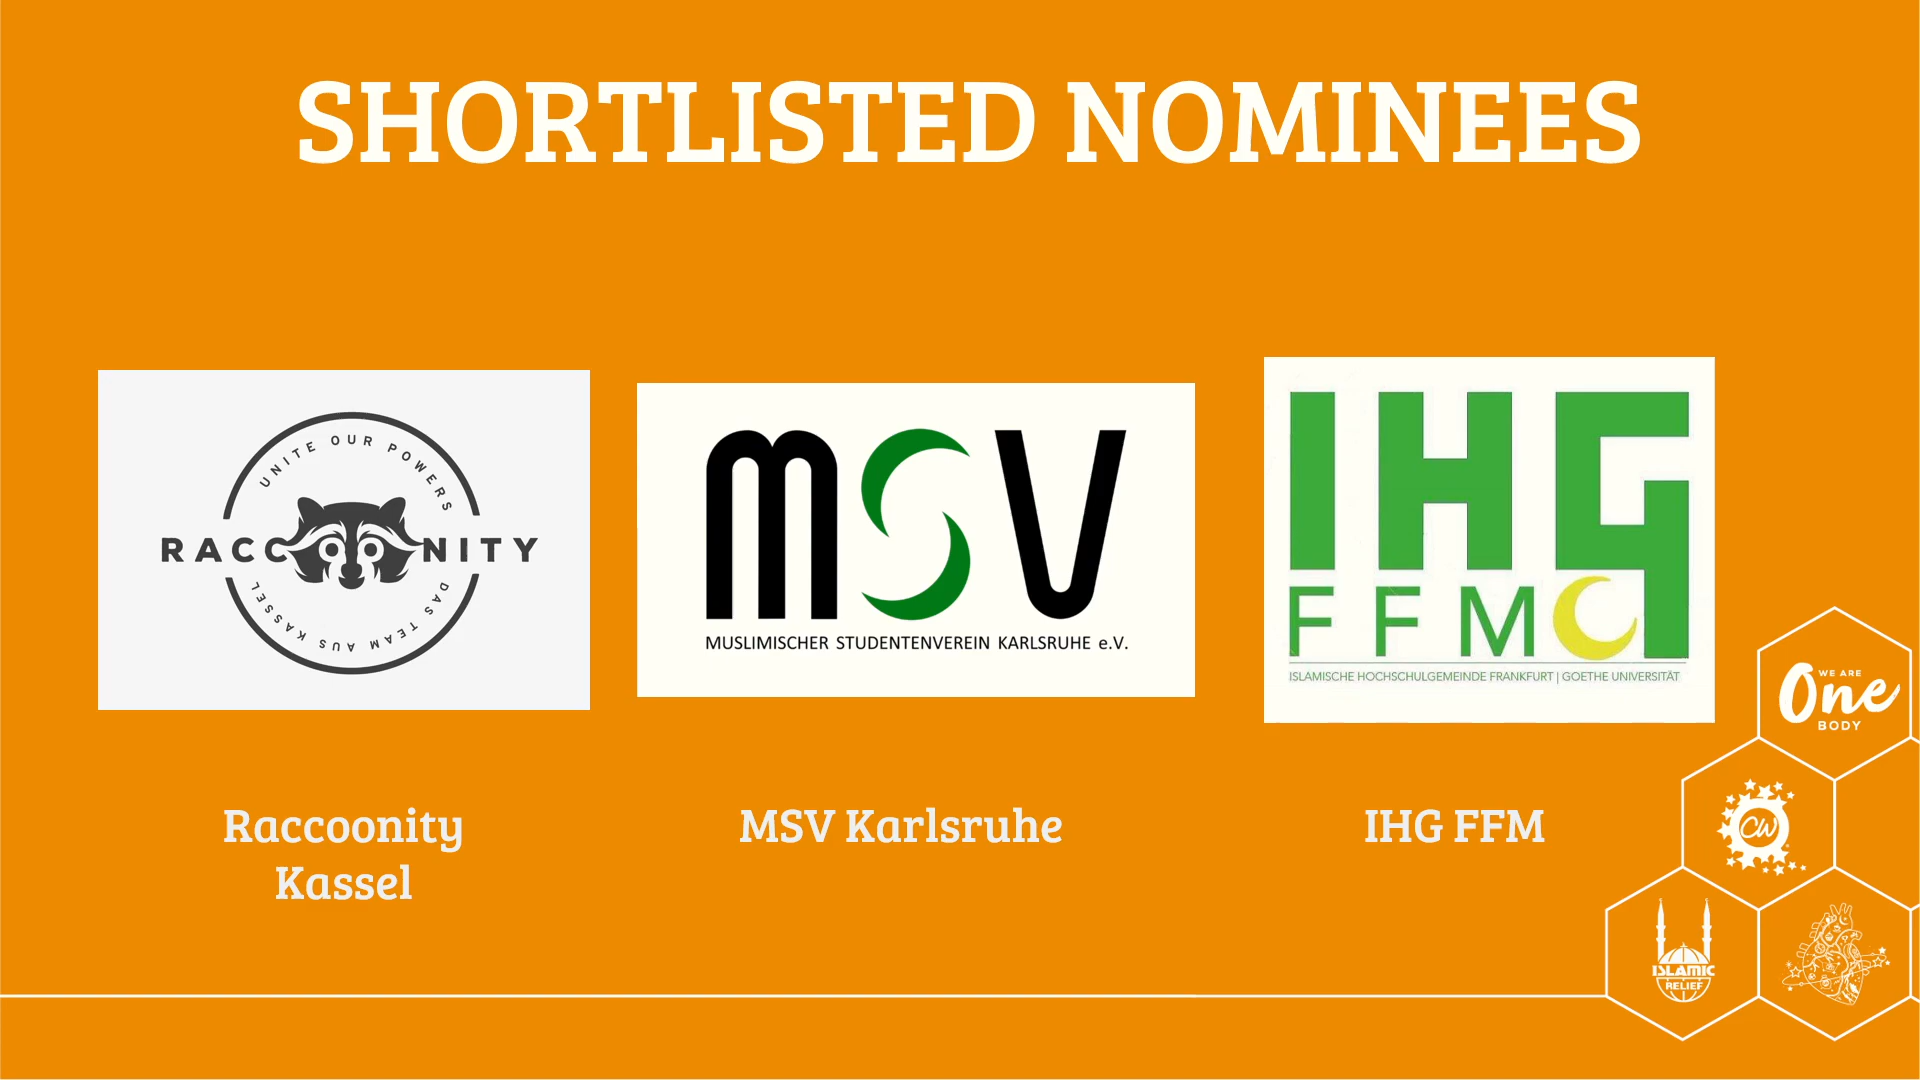 SHORTLISTED NOMINEES
UNITE OUR POWERS
RACCOONITY
DAS TEAM AUS KASSEL
MSV
MUSLIMISCHER STUDENTENVEREIN KARLSRUHE e.V.
IHG
FFM
ISLAMISCHE HOCHSCHULGEMEINDE FRANKFURT | GOETHE UNIVERSITÄT
Raccoonity
Kassel
MSV Karlsruhe
IHG FFM
WE ARE
One
BODY
CW
ISLAMIC
RELIEF